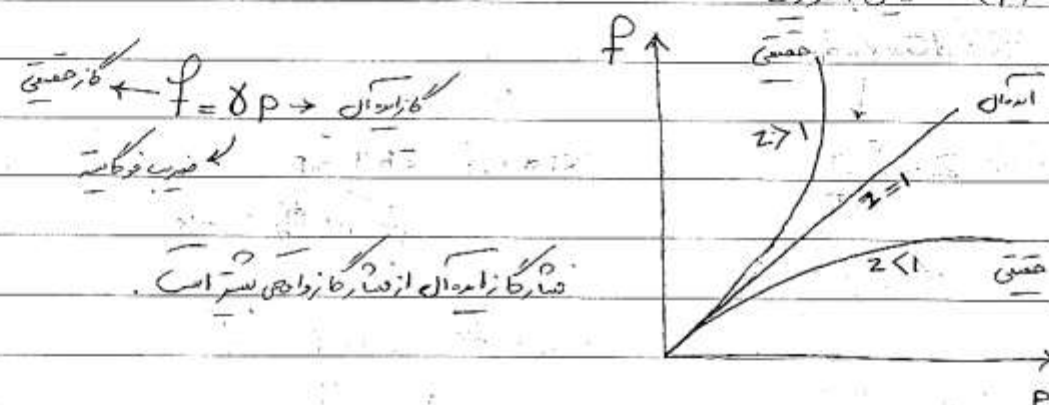 f
حقیقی
ایده‌آل
گاز حقیقی ← f = γ P → گاز ایده‌آل
z > 1
ضریب فوگاسیته
z = 1
فشار گاز ایده‌آل از فشار گاز واقعی بیشتر است.
z < 1
حقیقی
P